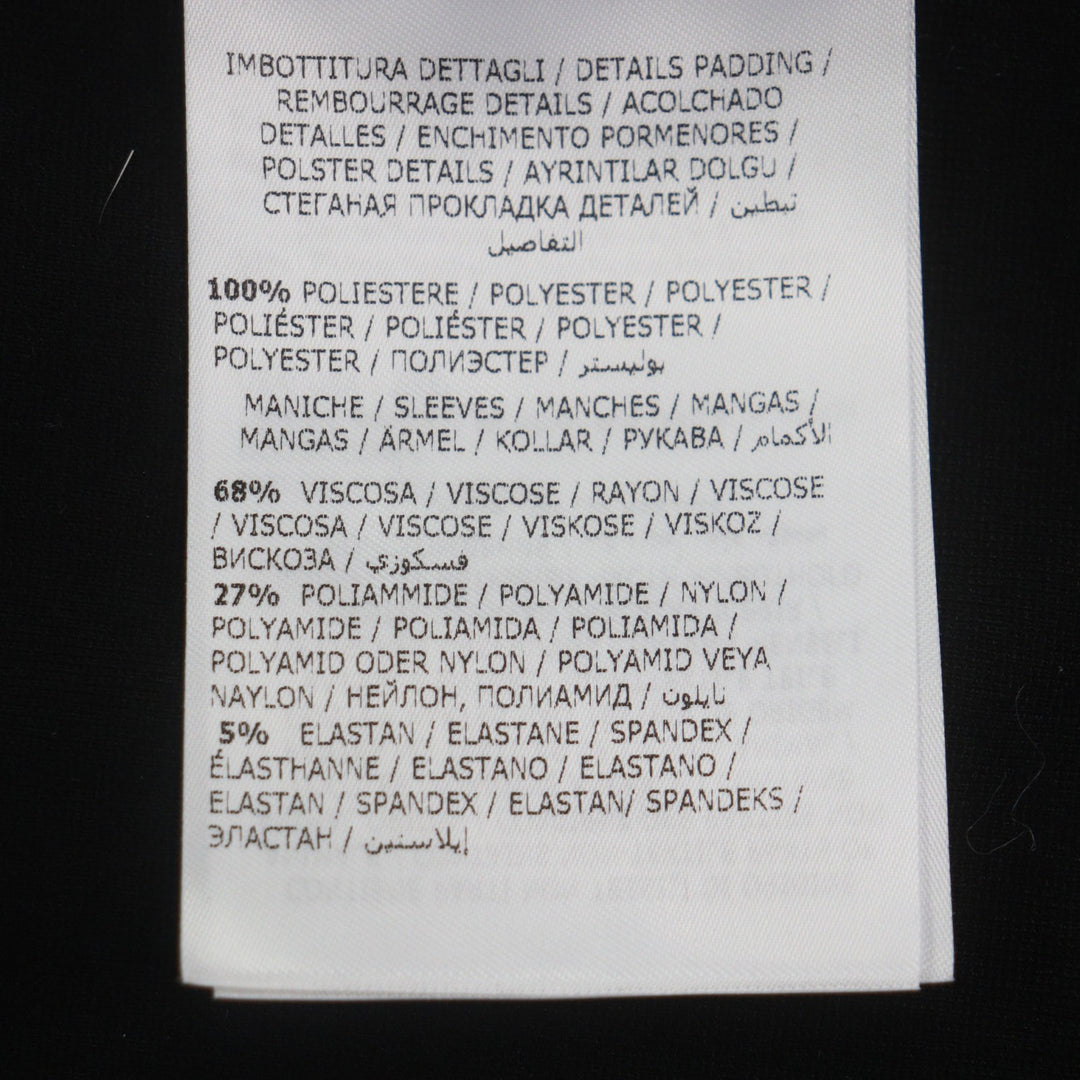 IMBOTTITURA DETTAGLI / DETAILS PADDING /
REMBOURRAGE DETAILS / ACOLCHADO
DETALLES / ENCHIMENTO PORMENORES /
POLSTER DETAILS / AYRINTILAR DOLGU /
СТЕГАНАЯ ПРОКЛАДКА ДЕТАЛЕЙ / تبطين
التفاصيل
100% POLIESTERE / POLYESTER / POLYESTER /
POLIÉSTER / POLIÉSTER / POLYESTER /
POLYESTER / ПОЛИЭСТЕР / بوليستر
MANICHE / SLEEVES / MANCHES / MANGAS /
MANGAS / ÄRMEL / KOLLAR / РУКАВА / الأكمام
68% VISCOSA / VISCOSE / RAYON / VISCOSE
/ VISCOSA / VISCOSE / VISKOSE / VISKOZ /
ВИСКОЗА / فسكوزي
27% POLIAMMIDE / POLYAMIDE / NYLON /
POLYAMIDE / POLIAMIDA / POLIAMIDA /
POLYAMID ODER NYLON / POLYAMID VEYA
NAYLON / НЕЙЛОН, ПОЛИАМИД / نايلون
5% ELASTAN / ELASTANE / SPANDEX /
ÉLASTHANNE / ELASTANO / ELASTANO /
ELASTAN / SPANDEX / ELASTAN/ SPANDEKS /
ЭЛАСТАН / إيلاستين